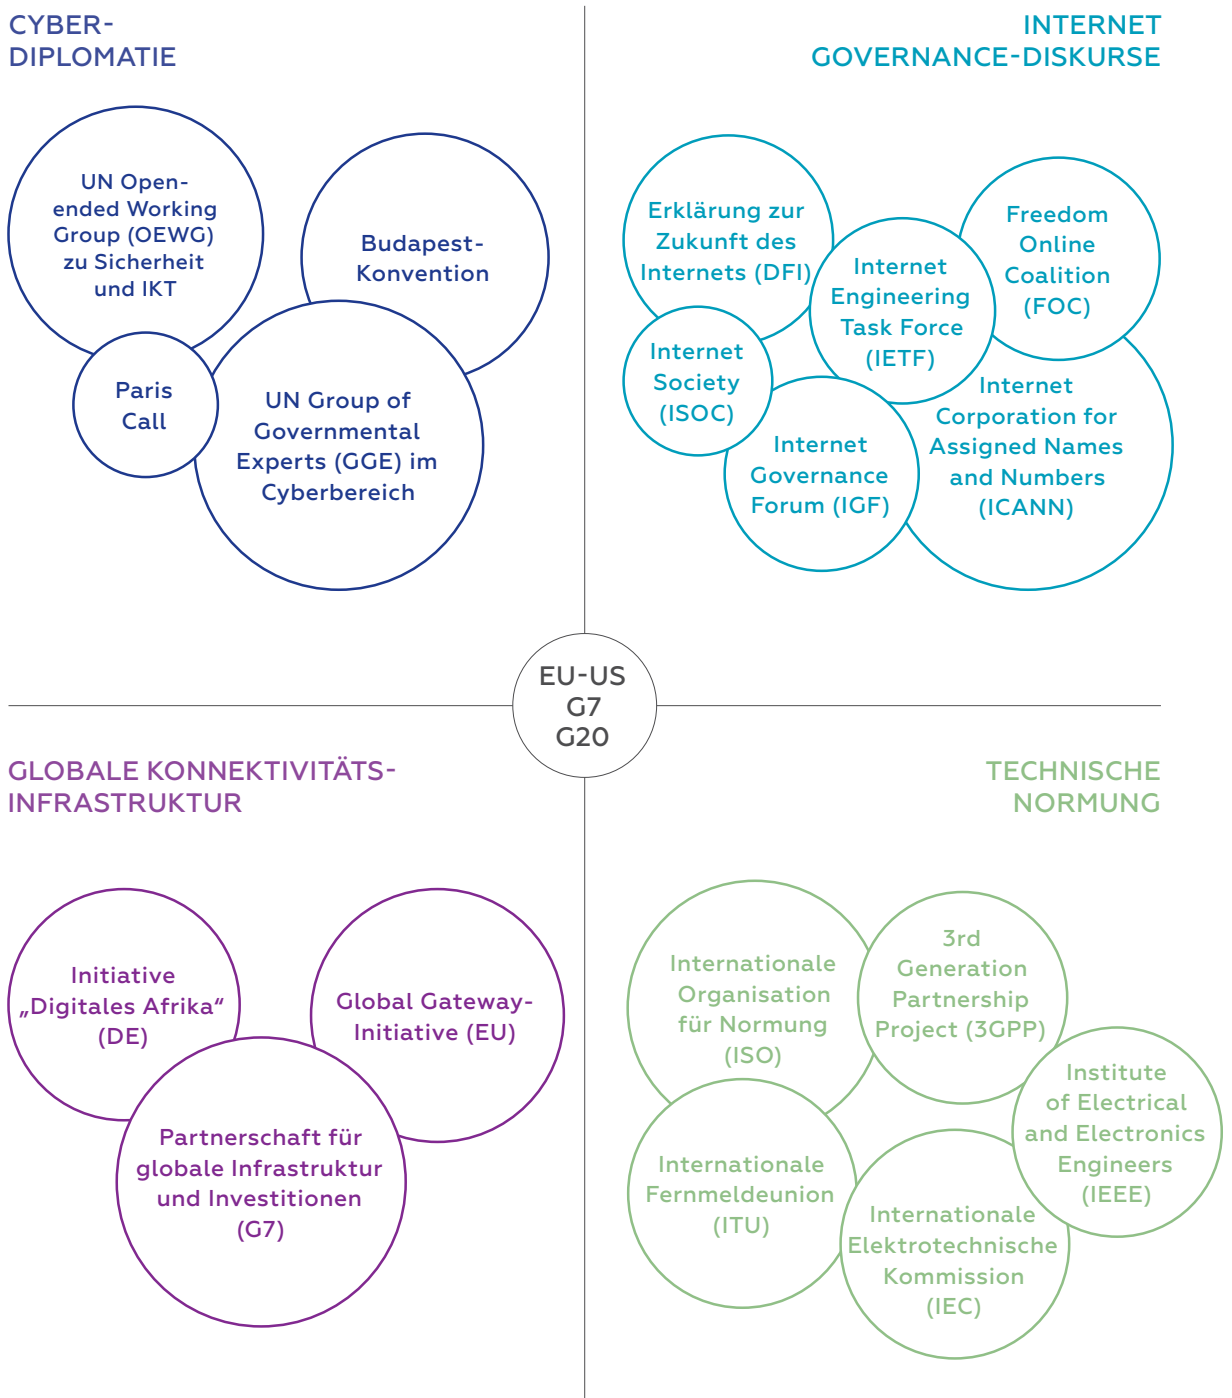 CYBER-
DIPLOMATIE
UN Open-
ended Working
Group (OEWG)
zu Sicherheit
und IKT
Budapest-
Konvention
Paris
Call
UN Group of
Governmental
Experts (GGE) im
Cyberbereich
INTERNET
GOVERNANCE-DISKURSE
Erklärung zur
Zukunft des
Internets (DFI)
Internet
Engineering
Task Force
(IETF)
Freedom
Online
Coalition
(FOC)
Internet
Society
(ISOC)
Internet
Governance
Forum (IGF)
Internet
Corporation for
Assigned Names
and Numbers
(ICANN)
EU-US
G7
G20
GLOBALE KONNEKTIVITÄTS-
INFRASTRUKTUR
Initiative
„Digitales Afrika“
(DE)
Global Gateway-
Initiative (EU)
Partnerschaft für
globale Infrastruktur
und Investitionen
(G7)
TECHNISCHE
NORMUNG
Internationale
Organisation
für Normung
(ISO)
3rd
Generation
Partnership
Project (3GPP)
Institute
of Electrical
and Electronics
Engineers
(IEEE)
Internationale
Fernmeldeunion
(ITU)
Internationale
Elektrotechnische
Kommission
(IEC)